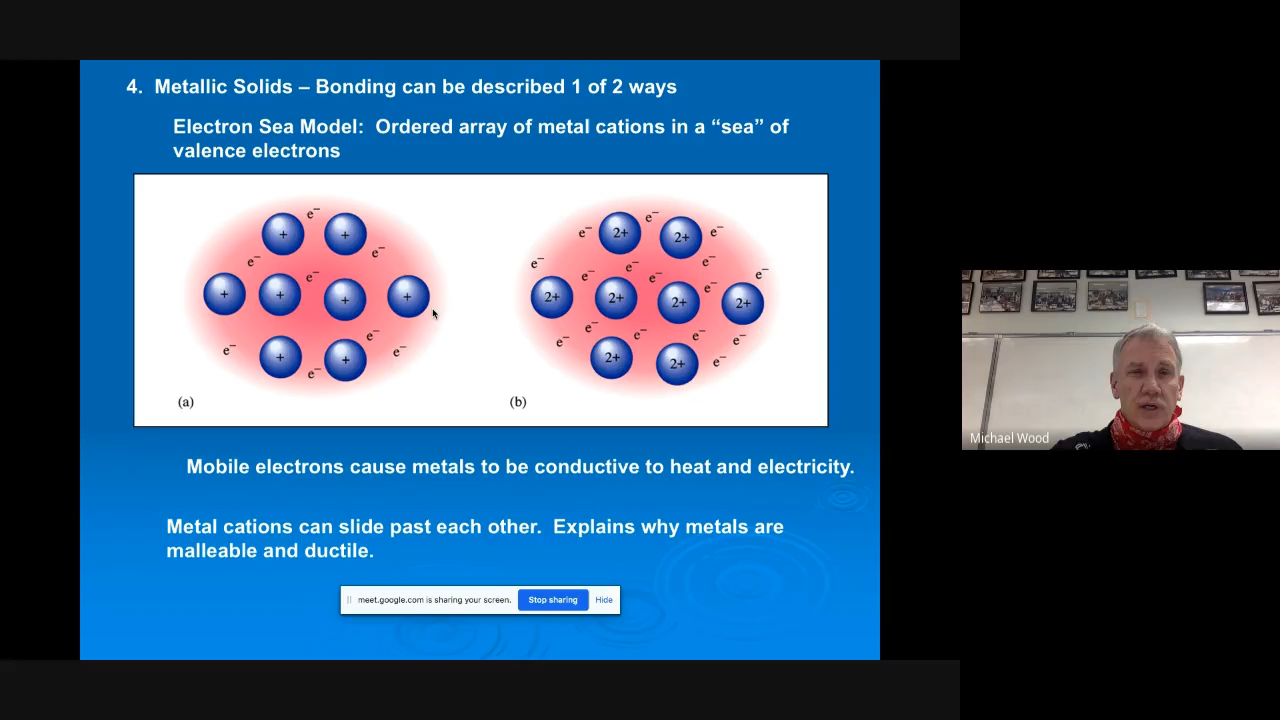 4. Metallic Solids – Bonding can be described 1 of 2 ways
Electron Sea Model: Ordered array of metal cations in a “sea” of
valence electrons
e⁻
+ +
e⁻ e⁻
e⁻
+ + + +
e⁻
e⁻ e⁻
+ +
e⁻
(a)
e⁻
e⁻ 2+ 2+ e⁻
e⁻ e⁻ e⁻
e⁻ e⁻ e⁻ e⁻
2+ 2+ 2+ 2+
e⁻ e⁻ e⁻ e⁻
e⁻
2+ 2+ e⁻
(b)
Mobile electrons cause metals to be conductive to heat and electricity.
Metal cations can slide past each other. Explains why metals are
malleable and ductile.
meet.google.com is sharing your screen. Stop sharing Hide
Michael Wood